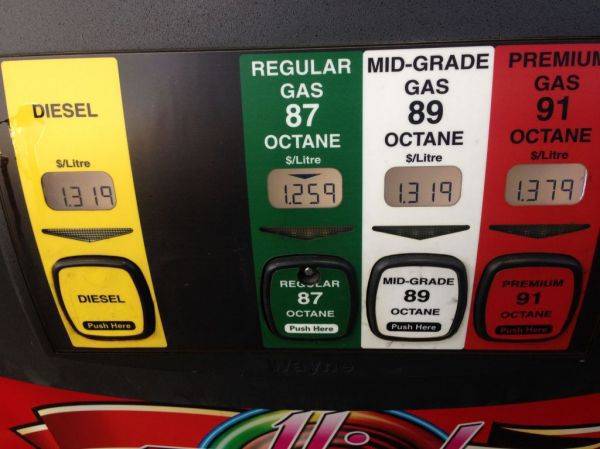 DIESEL
$/Litre
1.319
DIESEL
Push Here
REGULAR
GAS
87
OCTANE
$/Litre
1.259
REGULAR
87
OCTANE
Push Here
MID-GRADE
GAS
89
OCTANE
$/Litre
1.319
MID-GRADE
89
OCTANE
Push Here
PREMIUM
GAS
91
OCTANE
$/Litre
1.379
PREMIUM
91
OCTANE
Push Here
Wayne